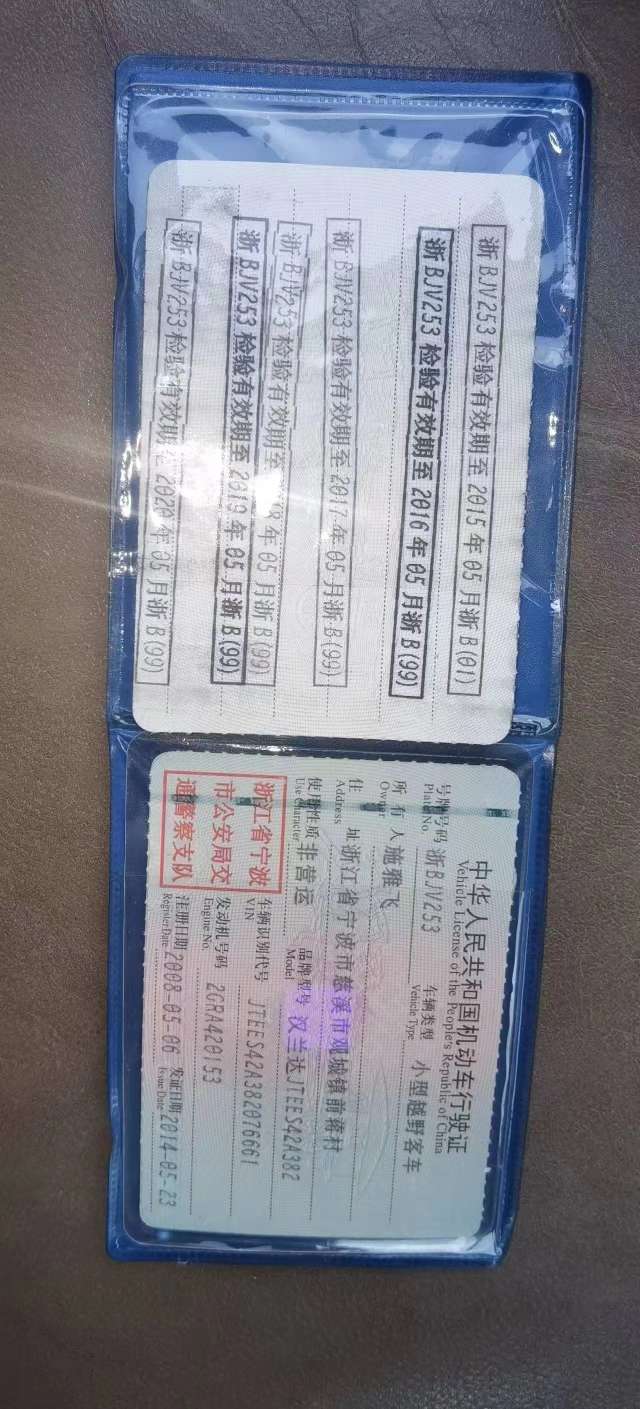 浙BJV253检验有效期至2015年05月浙B(01)
浙BJV253检验有效期至2016年05月浙B(99)
浙BJV253检验有效期至2017年05月浙B(99)
浙BJV253检验有效期至 年05月浙B(99)
浙BJV253检验有效期至2019年05月浙B(99)
浙BJV253检验有效期至2020年05月浙B(99)
中华人民共和国机动车行驶证
Vehicle License of the People's Republic of China
号牌号码 浙BJV253 车辆类型 小型越野客车
Plate No. Vehicle Type
所有人 施雅飞
Owner
住址 浙江省宁波市慈溪市观城镇前蒋村
Address
使用性质 非营运 品牌型号 汉兰达JTEES42A382
Use Character Model
浙江省宁波
市公安局交
通警察支队
车辆识别代号 JTEES42A382076661
VIN
发动机号码 2GRA420153
Engine No.
注册日期 2008-05-06 发证日期 2014-05-23
Register Date Issue Date